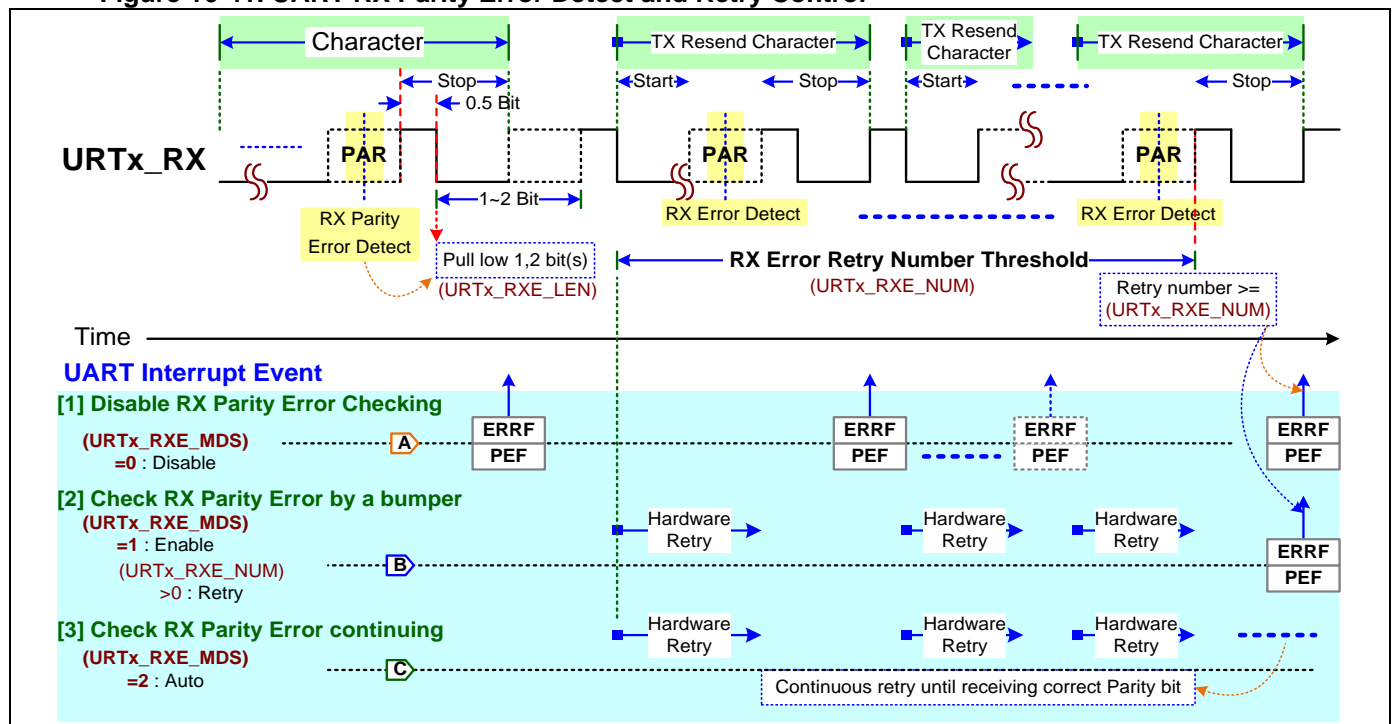 Character
TX Resend Character
TX Resend
Character
TX Resend Character
Stop
Start
Stop
Start
Stop
0.5 Bit
URTx_RX
PAR
PAR
PAR
1~2 Bit
RX Parity
Error Detect
RX Error Detect
RX Error Detect
Pull low 1,2 bit(s)
(URTx_RXE_LEN)
RX Error Retry Number Threshold
(URTx_RXE_NUM)
Retry number >=
(URTx_RXE_NUM)
Time
UART Interrupt Event
[1] Disable RX Parity Error Checking
(URTx_RXE_MDS)
=0 : Disable
A
ERRF
PEF
ERRF
PEF
ERRF
PEF
ERRF
PEF
[2] Check RX Parity Error by a bumper
(URTx_RXE_MDS)
=1 : Enable
(URTx_RXE_NUM)
>0 : Retry
B
Hardware
Retry
Hardware
Retry
Hardware
Retry
ERRF
PEF
[3] Check RX Parity Error continuing
(URTx_RXE_MDS)
=2 : Auto
C
Hardware
Retry
Hardware
Retry
Hardware
Retry
Continuous retry until receiving correct Parity bit